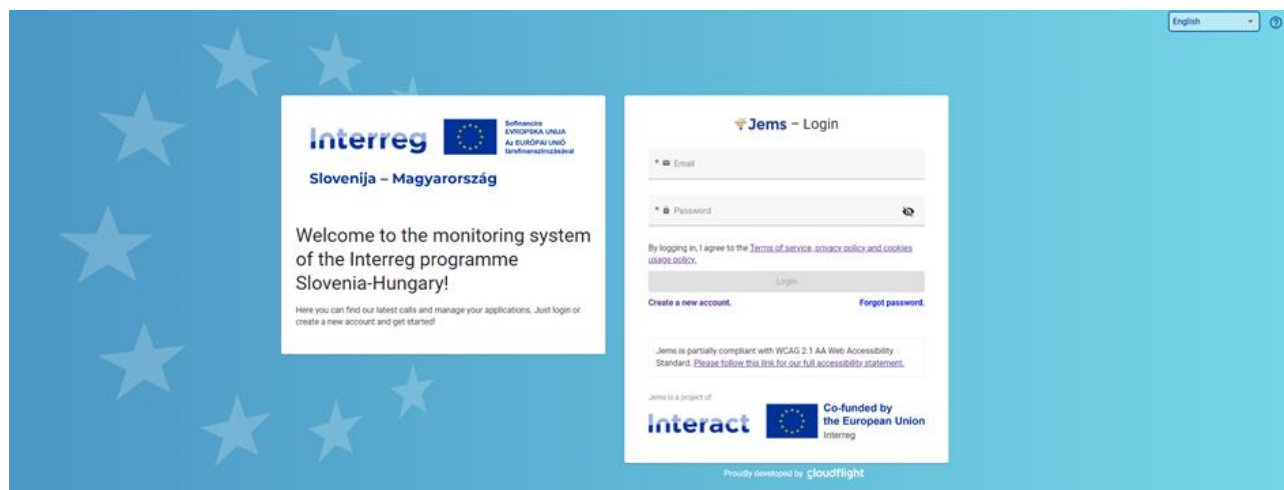 English
Interreg
Sofinancira
EVROPSKA UNIJA
Az EURÓPAI UNIÓ
társfinanszírozásával
Slovenija – Magyarország
Welcome to the monitoring system
of the Interreg programme
Slovenia-Hungary!
Here you can find our latest calls and manage your applications. Just login or
create a new account and get started!
Jems – Login
* Email
* Password
By logging in, I agree to the Terms of service, privacy policy and cookies
usage policy.
Login
Create a new account.
Forgot password.
Jems is partially compliant with WCAG 2.1 AA Web Accessibility
Standard. Please follow this link for our full accessibility statement.
Jems is a project of
Interact
Co-funded by
the European Union
Interreg
Proudly developed by cloudflight